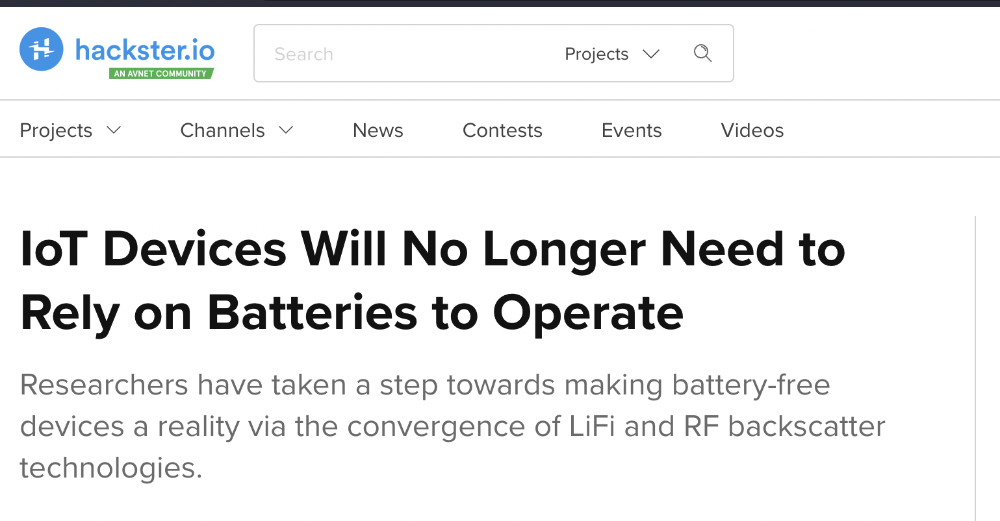 hackster.io
AN AVNET COMMUNITY
Search
Projects
Projects
Channels
News
Contests
Events
Videos
IoT Devices Will No Longer Need to
Rely on Batteries to Operate
Researchers have taken a step towards making battery-free
devices a reality via the convergence of LiFi and RF backscatter
technologies.